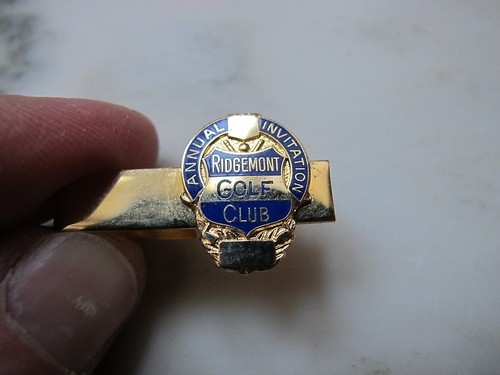 ANNUAL INVITATION
RIDGEMONT
GOLF
CLUB